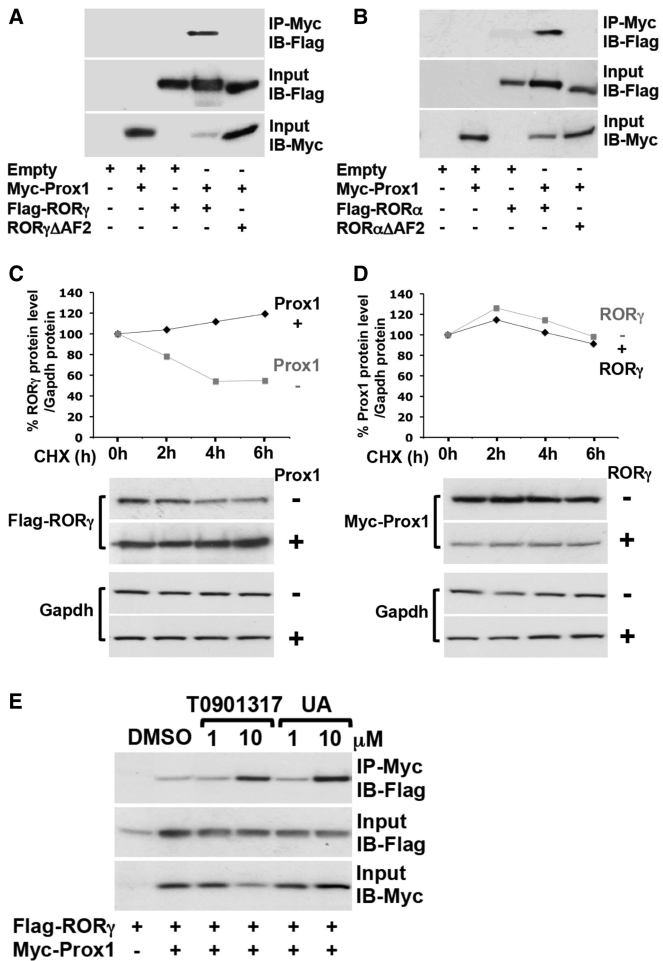 A
IP-Myc
IB-Flag
Input
IB-Flag
Input
IB-Myc
Empty + + + - -
Myc-Prox1 - + - + +
Flag-RORγ - - + + -
RORγΔAF2 - - - - +
B
IP-Myc
IB-Flag
Input
IB-Flag
Input
IB-Myc
Empty + + + - -
Myc-Prox1 - + - + +
Flag-RORα - - + + -
RORαΔAF2 - - - - +
C
% RORγ protein level
/Gapdh protein
140
120
100
80
60
40
20
0
Prox1
+
Prox1
-
CHX (h) 0h 2h 4h 6h
Prox1
Flag-RORγ
-
+
Gapdh
-
+
D
% Prox1 protein level
/Gapdh protein
140
120
100
80
60
40
20
0
RORγ
-
+
RORγ
CHX (h) 0h 2h 4h 6h
RORγ
Myc-Prox1
-
+
Gapdh
-
+
E
T0901317 UA
DMSO 1 10 1 10 μM
IP-Myc
IB-Flag
Input
IB-Flag
Input
IB-Myc
Flag-RORγ + + + + + +
Myc-Prox1 - + + + + +